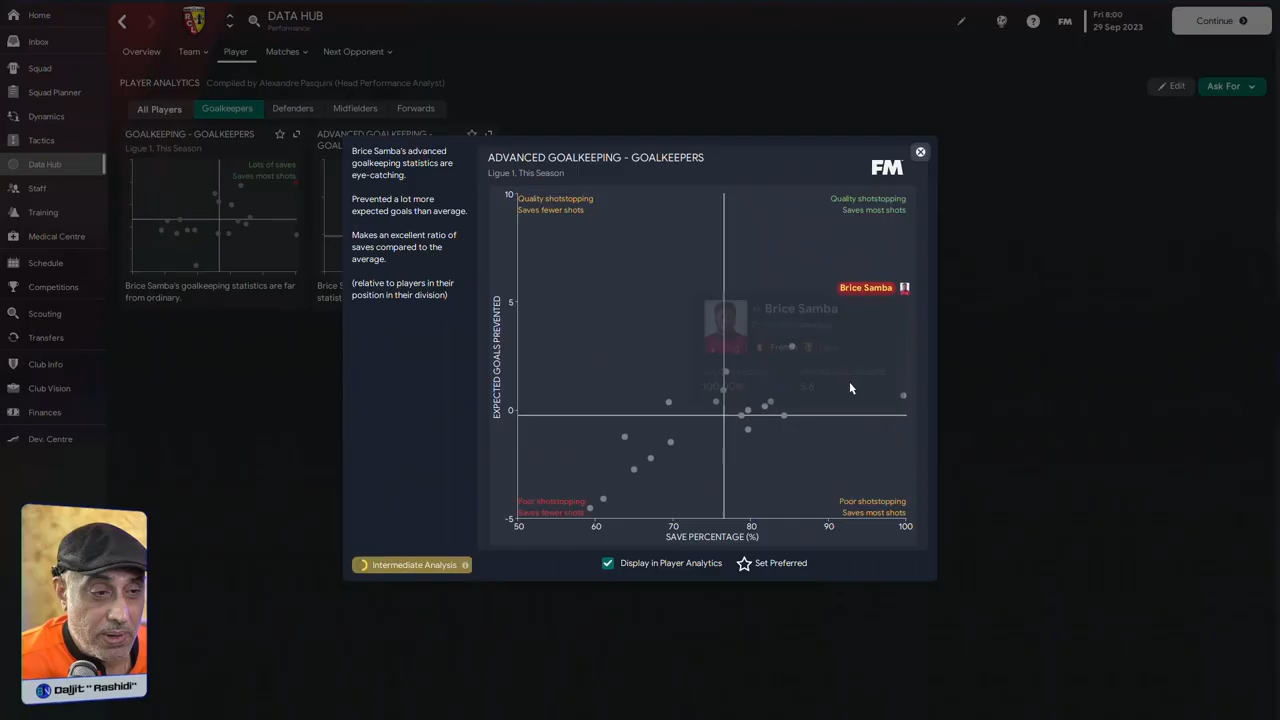 Home
Inbox
Squad
Squad Planner
Dynamics
Tactics
Data Hub
Staff
Training
Medical Centre
Schedule
Competitions
Scouting
Transfers
Club Info
Club Vision
Finances
Dev. Centre
DATA HUB
Performance
FM
Fri 8:00
29 Sep 2023
Continue
Overview
Team
Player
Matches
Next Opponent
PLAYER ANALYTICS
Compiled by Alexandre Pasquini (Head Performance Analyst)
Edit
Ask For
All Players
Goalkeepers
Defenders
Midfielders
Forwards
GOALKEEPING - GOALKEEPERS
Ligue 1, This Season
Lots of saves
Saves most shots
Brice Samba's goalkeeping statistics are far
from ordinary.
ADVANCED GOALKEEPING -
Brice Samba's advanced
goalkeeping statistics are
eye-catching.
Prevented a lot more
expected goals than average.
Makes an excellent ratio of
saves compared to the
average.
(relative to players in their
position in their division)
Intermediate Analysis
ADVANCED GOALKEEPING - GOALKEEPERS
Ligue 1, This Season
FM
Quality shotstopping
Saves fewer shots
Quality shotstopping
Saves most shots
Brice Samba
Brice Samba
Poor shotstopping
Saves fewer shots
Poor shotstopping
Saves most shots
EXPECTED GOALS PREVENTED
10
5
0
-5
50
60
70
80
90
100
SAVE PERCENTAGE (%)
Display in Player Analytics
Set Preferred
Daljit "Rashidi"